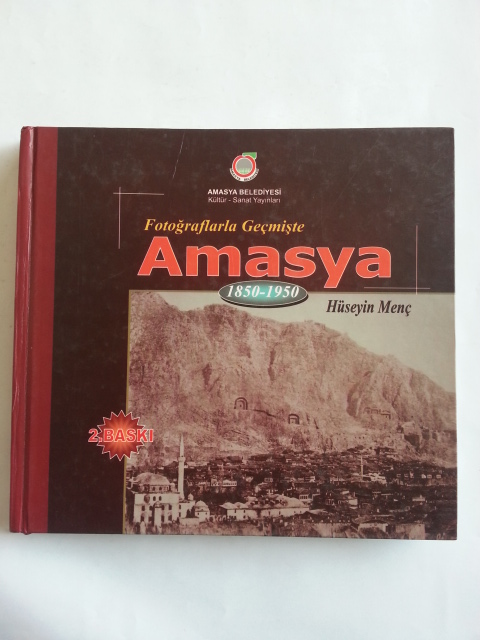 AMASYA BELEDİYESİ
Kültür - Sanat Yayınları
Fotoğraflarla Geçmişte
Amasya
1850-1950
Hüseyin Menç
2.BASKI